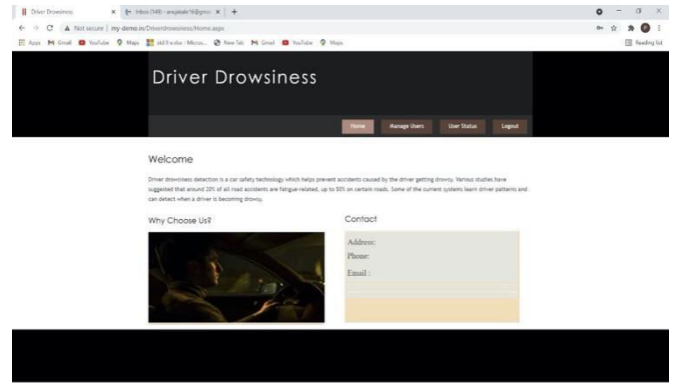 Driver Drowsiness
Inbox (149) -
Not secure | my-demo.in/Driverdrowsiness/Home.aspx
Apps Gmail YouTube Maps New Tab Gmail YouTube Maps Reading list
Driver Drowsiness
Home Manage Users User Status Logout
Welcome
Driver drowsiness detection is a car safety technology which helps prevent accidents caused by the driver getting drowsy. Various studies have
suggested that around 20% of all road accidents are fatigue-related, up to 50% on certain roads. Some of the current systems learn driver patterns and
can detect when a driver is becoming drowsy.
Why Choose Us?
Contact
Address:
Phone:
Email :